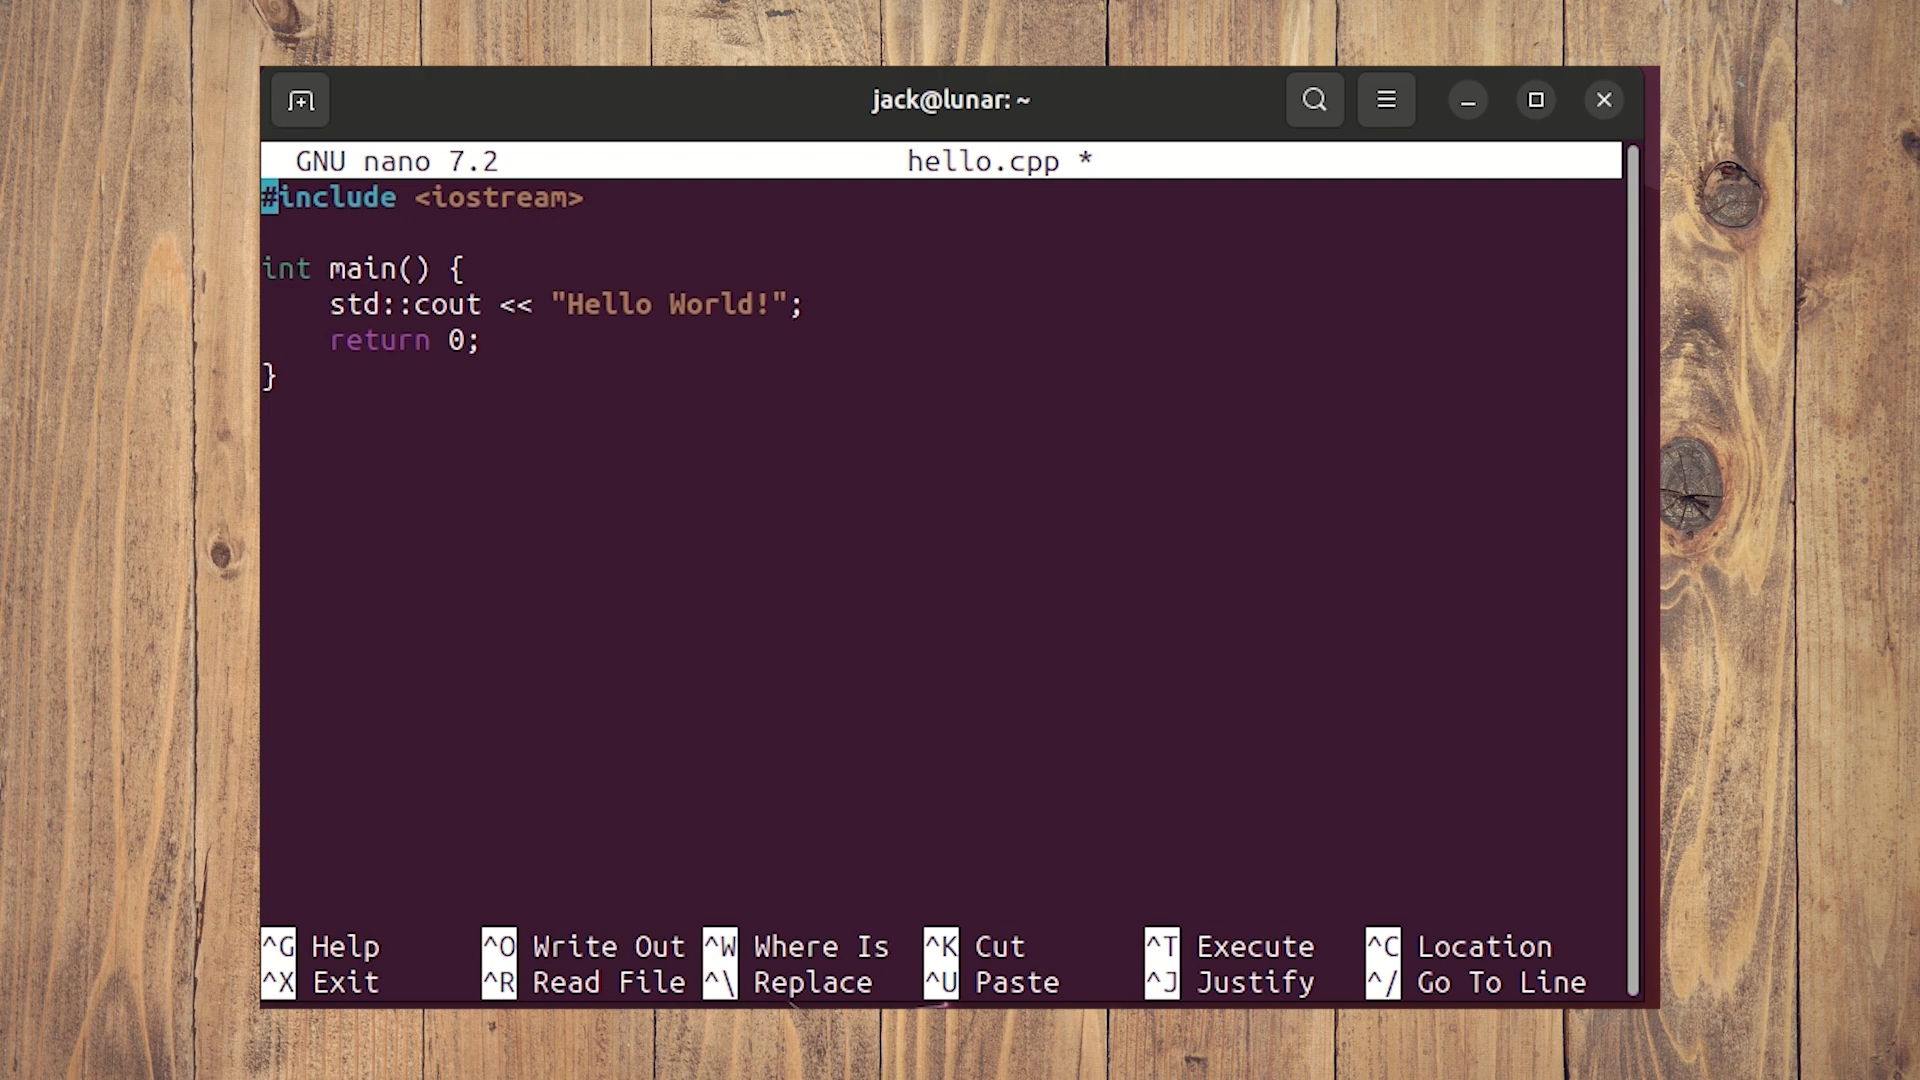 jack@lunar: ~
GNU nano 7.2 hello.cpp *
#include <iostream>
int main() {
    std::cout << "Hello World!";
    return 0;
}
^G Help ^O Write Out ^W Where Is ^K Cut ^T Execute ^C Location
^X Exit ^R Read File ^\ Replace ^U Paste ^J Justify ^/ Go To Line